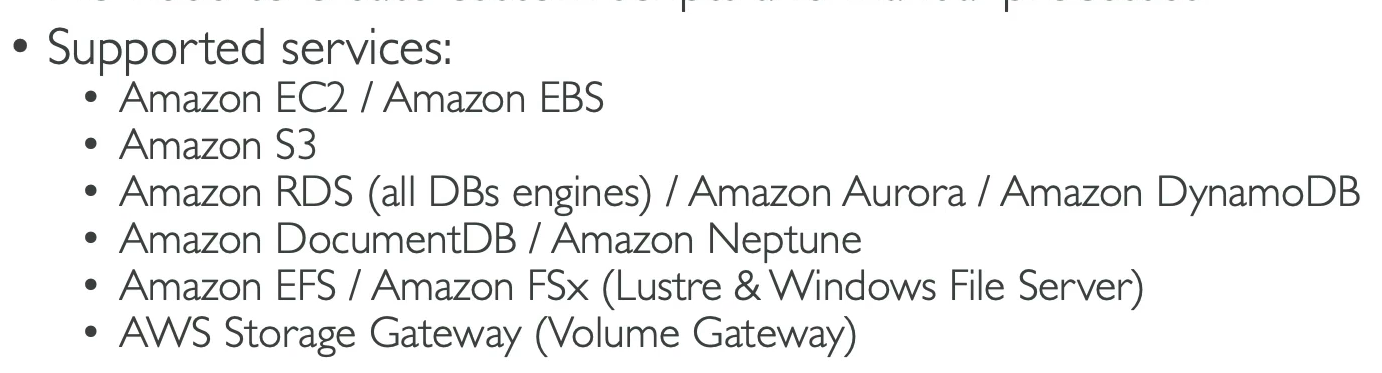 • Supported services:
• Amazon EC2 / Amazon EBS
• Amazon S3
• Amazon RDS (all DBs engines) / Amazon Aurora / Amazon DynamoDB
• Amazon DocumentDB / Amazon Neptune
• Amazon EFS / Amazon FSx (Lustre & Windows File Server)
• AWS Storage Gateway (Volume Gateway)